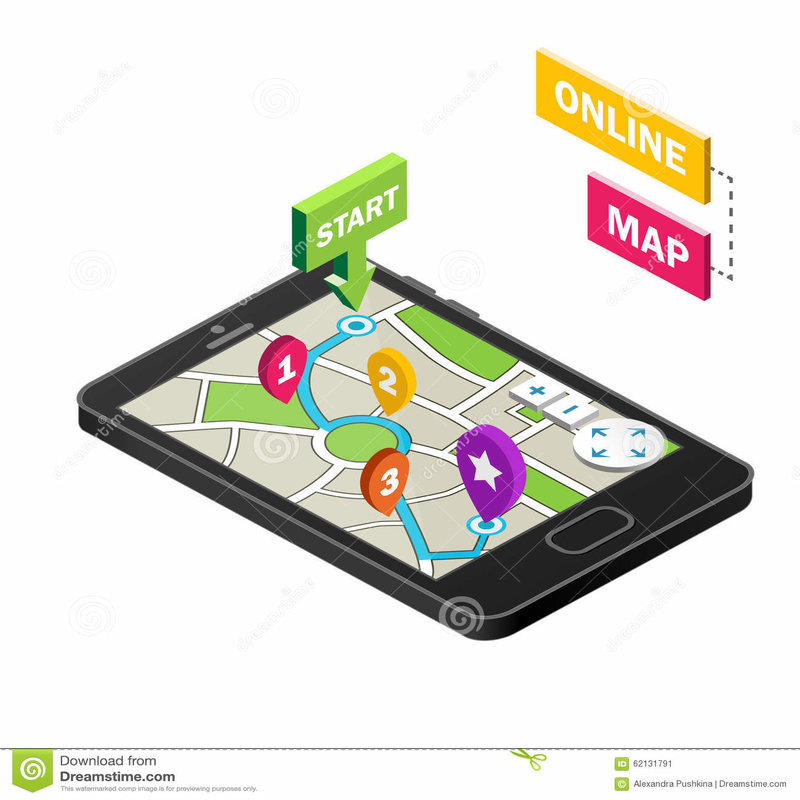 ONLINE
MAP
START
1
2
+
-
3
Download from
Dreamstime.com
This watermarked comp image is for previewing purposes only.
ID 62131791
© Alexandra Pushkina | Dreamstime.com